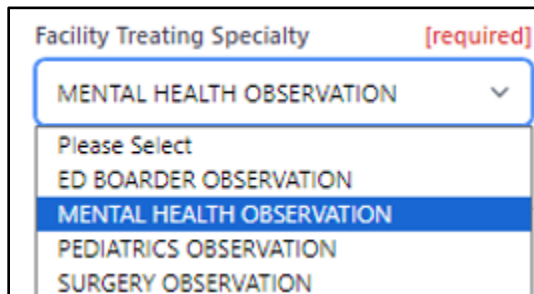 Facility Treating Specialty [required]
MENTAL HEALTH OBSERVATION
Please Select
ED BOARDER OBSERVATION
MENTAL HEALTH OBSERVATION
PEDIATRICS OBSERVATION
SURGERY OBSERVATION